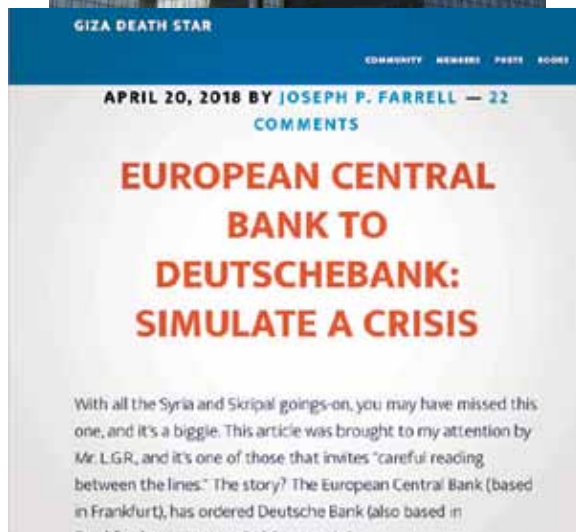 GIZA DEATH STAR
COMMUNITY MEMBERS POSTS BOOKS
APRIL 20, 2018 BY JOSEPH P. FARRELL — 22
COMMENTS
EUROPEAN CENTRAL
BANK TO
DEUTSCHEBANK:
SIMULATE A CRISIS
With all the Syria and Skripal goings-on, you may have missed this
one, and it's a biggie. This article was brought to my attention by
Mr. L.G.R., and it's one of those that invites "careful reading
between the lines." The story? The European Central Bank (based
in Frankfurt), has ordered Deutsche Bank (also based in